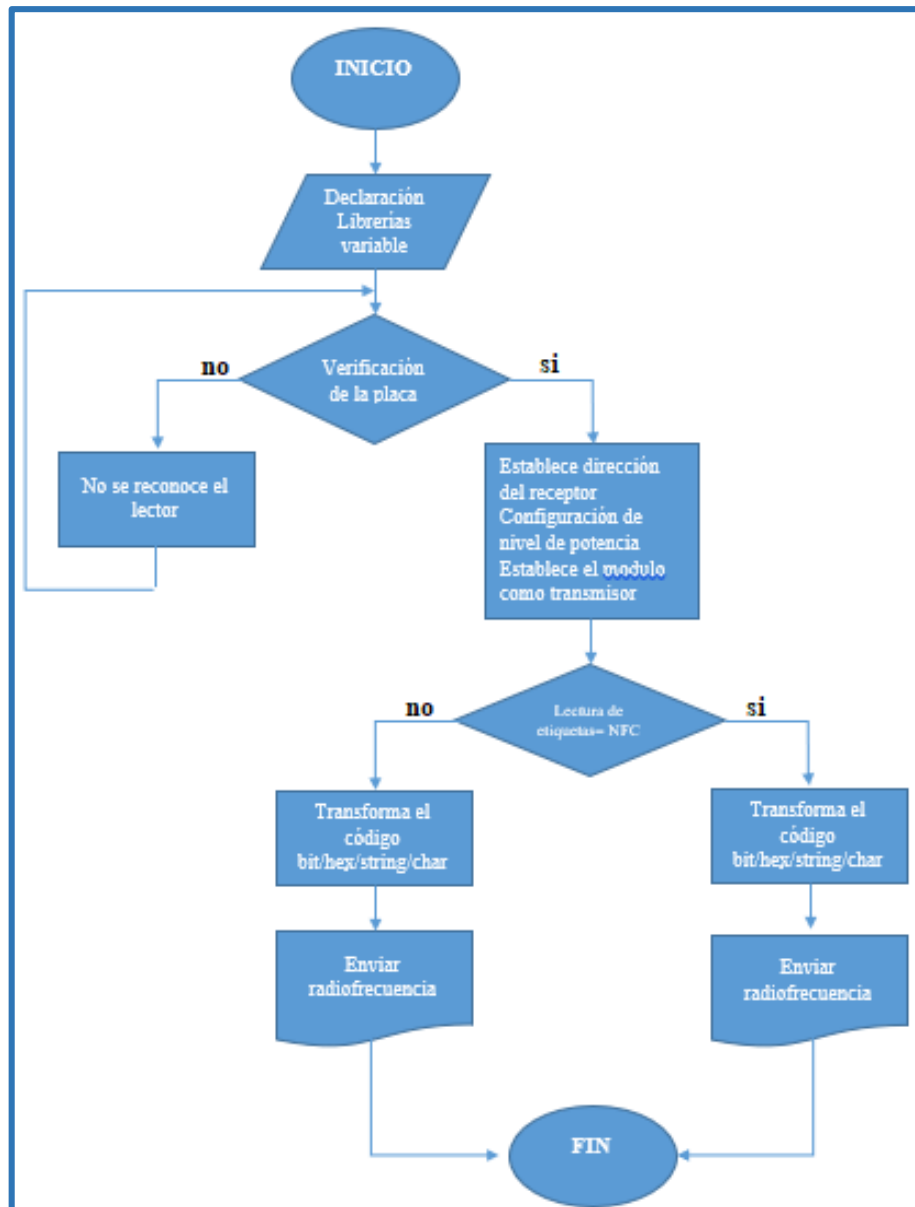 INICIO
Declaración
Librerías
variable
no
Verificación
de la placa
si
No se reconoce el
lector
Establece dirección
del receptor
Configuración de
nivel de potencia
Establece el modulo
como transmisor
no
Lectura de
etiquetas= NFC
si
Transforma el
código
bit/hex/string/char
Transforma el
código
bit/hex/string/char
Enviar
radiofrecuencia
Enviar
radiofrecuencia
FIN